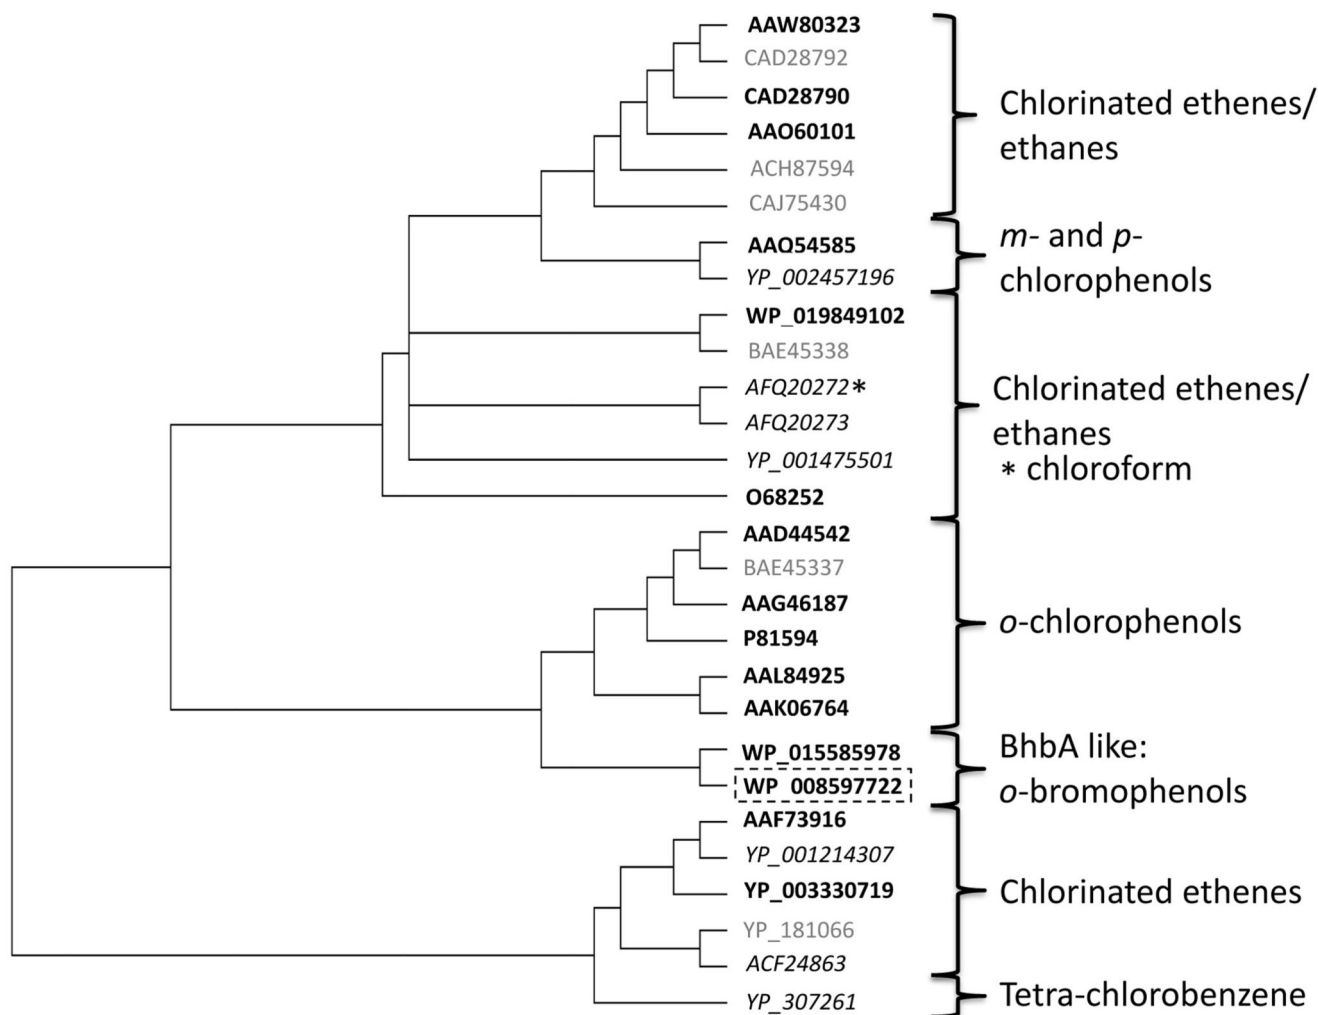 AAW80323
CAD28792
CAD28790
AAO60101
ACH87594
CAJ75430
Chlorinated ethenes/
ethanes
AAQ54585
YP_002457196
m- and p-
chlorophenols
WP_019849102
BAE45338
AFQ20272*
AFQ20273
YP_001475501
O68252
Chlorinated ethenes/
ethanes
* chloroform
AAD44542
BAE45337
AAG46187
P81594
AAL84925
AAK06764
o-chlorophenols
WP_015585978
WP_008597722
BhbA like:
o-bromophenols
AAF73916
YP_001214307
YP_003330719
YP_181066
ACF24863
Chlorinated ethenes
YP_307261
Tetra-chlorobenzene